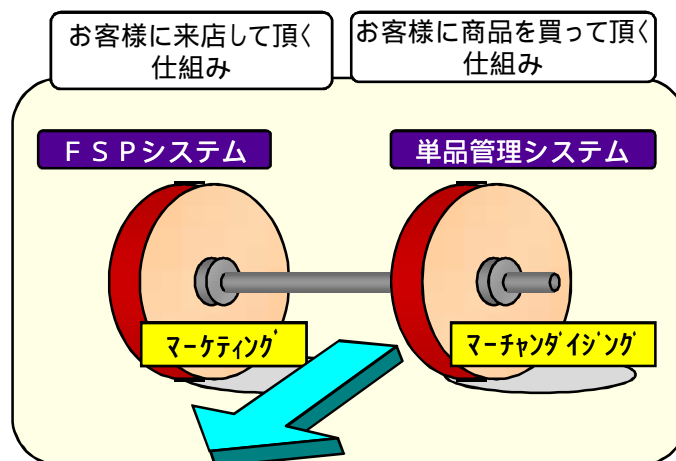 お客様に来店して頂く
仕組み
お客様に商品を買って頂く
仕組み
ＦＳＰシステム
単品管理システム
ﾏｰｹﾃｨﾝｸﾞ
ﾏｰﾁｬﾝﾀﾞｲｼﾞﾝｸﾞ